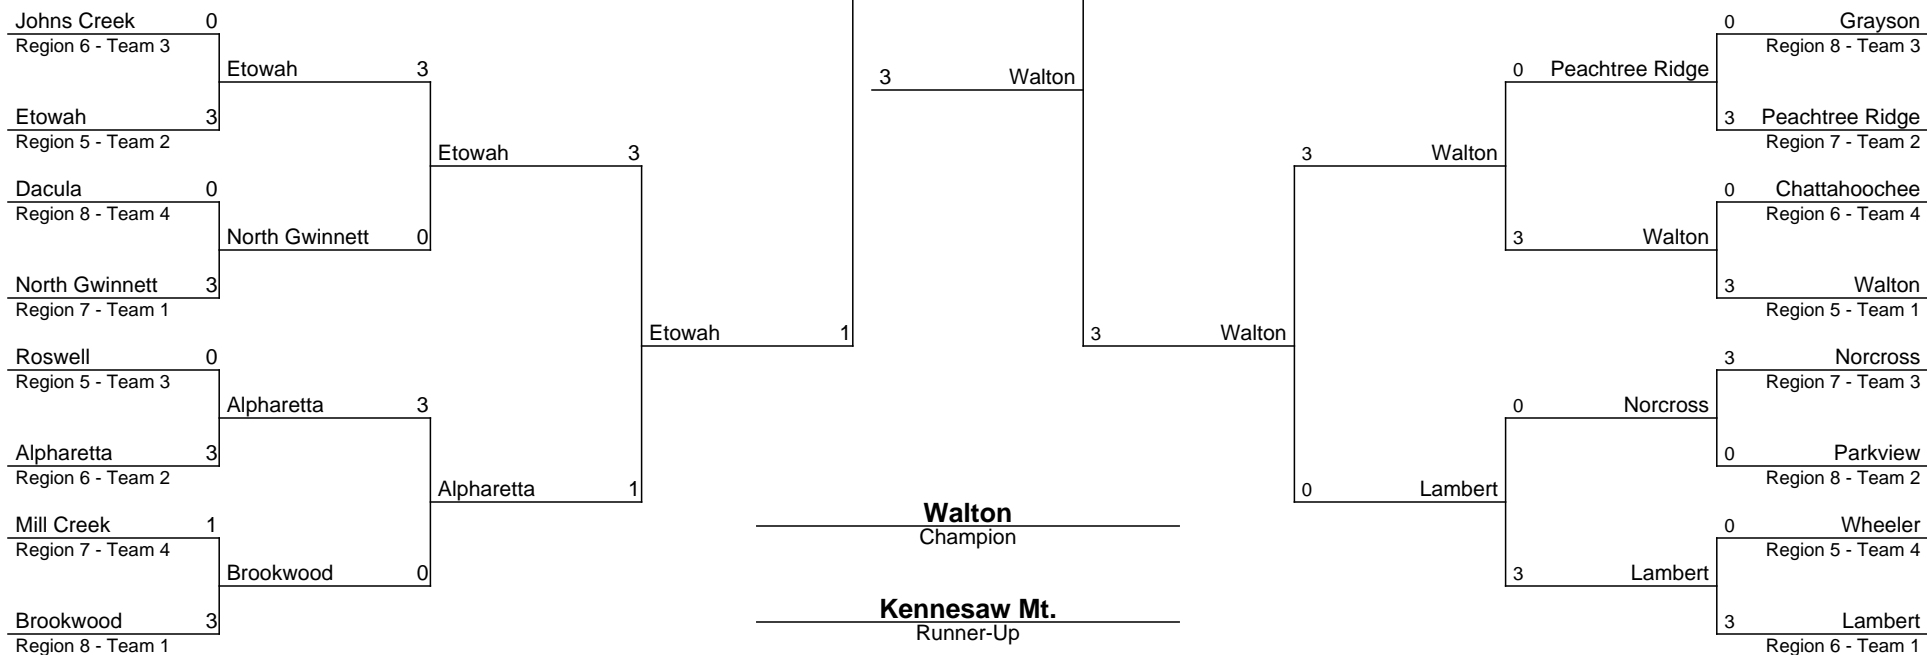 Johns Creek 0
Region 6 - Team 3
Etowah 3
Etowah 3
Region 5 - Team 2
Etowah 3
Dacula 0
Region 8 - Team 4
North Gwinnett 0
North Gwinnett 3
Region 7 - Team 1
Etowah 1
Roswell 0
Region 5 - Team 3
Alpharetta 3
Alpharetta 3
Region 6 - Team 2
Alpharetta 1
Mill Creek 1
Region 7 - Team 4
Brookwood 0
Brookwood 3
Region 8 - Team 1
3 Walton
Walton
Champion
Kennesaw Mt.
Runner-Up
0 Grayson
Region 8 - Team 3
0 Peachtree Ridge
3 Peachtree Ridge
Region 7 - Team 2
3 Walton
0 Chattahoochee
Region 6 - Team 4
3 Walton
3 Walton
Region 5 - Team 1
3 Walton
3 Norcross
Region 7 - Team 3
0 Norcross
0 Parkview
Region 8 - Team 2
0 Lambert
0 Wheeler
Region 5 - Team 4
3 Lambert
3 Lambert
Region 6 - Team 1